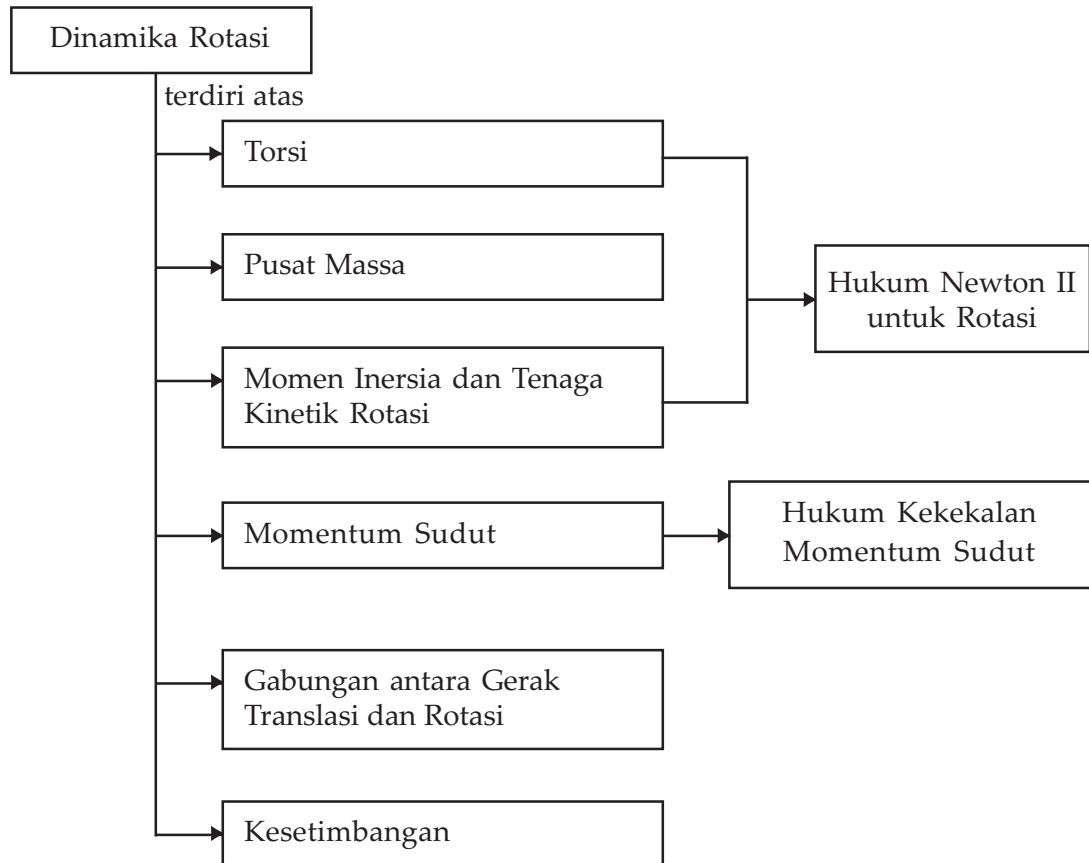 Dinamika Rotasi
terdiri atas
Torsi
Pusat Massa
Hukum Newton II
untuk Rotasi
Momen Inersia dan Tenaga
Kinetik Rotasi
Momentum Sudut
Hukum Kekekalan
Momentum Sudut
Gabungan antara Gerak
Translasi dan Rotasi
Kesetimbangan